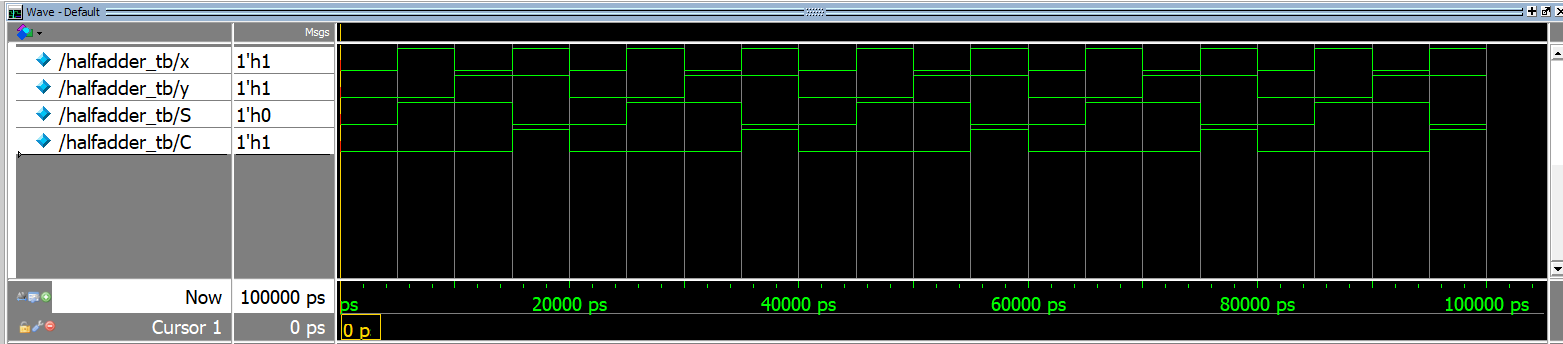 Wave - Default
Msgs
/halfadder_tb/x 1'h1
/halfadder_tb/y 1'h1
/halfadder_tb/S 1'h0
/halfadder_tb/C 1'h1
Now 100000 ps ps 20000 ps 40000 ps 60000 ps 80000 ps 100000 ps
Cursor 1 0 ps 0 p